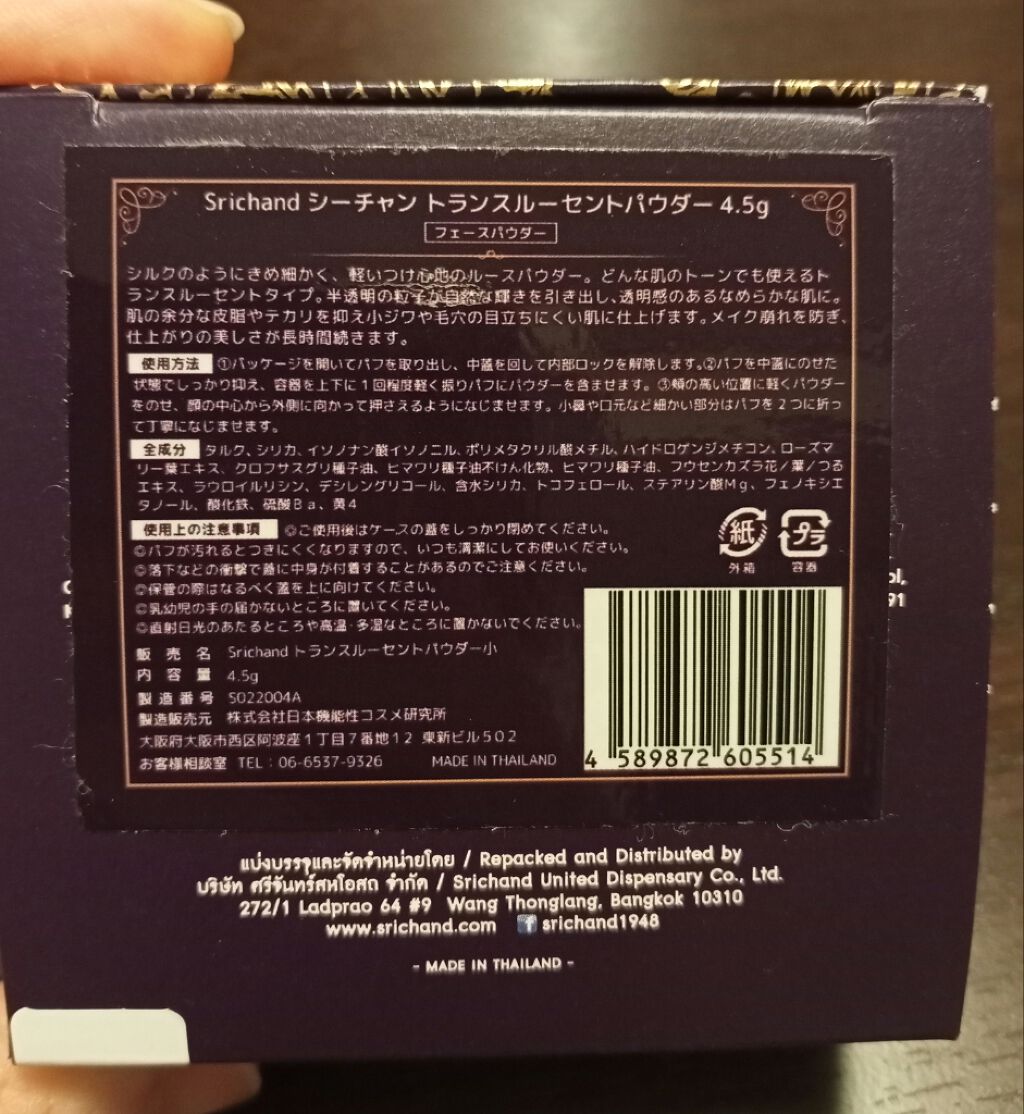 Srichand シーチャン トランスルーセントパウダー 4.5g
フェースパウダー
シルクのようにきめ細かく、軽いつけ心地のルースパウダー。どんな肌のトーンでも使えるト
ランスルーセントタイプ。半透明の粒子が自然な輝きを引き出し、透明感のあるなめらかな肌に。
肌の余分な皮脂やテカリを抑え小ジワや毛穴の目立ちにくい肌に仕上げます。メイク崩れを防ぎ、
仕上がりの美しさが長時間続きます。
使用方法 ①パッケージを開いてパフを取り出し、中蓋を回して内部ロックを解除します。②パフを中蓋にのせた
状態でしっかり抑え、容器を上下に1回程度軽く振りパフにパウダーを含ませます。③頬の高い位置に軽くパウダー
をのせ、顔の中心から外側に向かって押さえるようになじませます。小鼻や口元など細かい部分はパフを2つに折っ
て丁寧になじませます。
全成分 タルク、シリカ、イソノナン酸イソノニル、ポリメタクリル酸メチル、ハイドロゲンジメチコン、ローズマ
リー葉エキス、クロフサスグリ種子油、ヒマワリ種子油不けん化物、ヒマワリ種子油、フウセンカズラ花/葉/つる
エキス、ラウロイルリシン、デシレングリコール、含水シリカ、トコフェロール、ステアリン酸Mg、フェノキシエ
タノール、酸化鉄、硫酸Ba、黄4
使用上の注意事項 ◎ご使用後はケースの蓋をしっかり閉めてください。
◎パフが汚れるとつきにくくなりますので、いつも清潔にしてお使いください。
◎落下などの衝撃で蓋に中身が付着することがあるのでご注意ください。
◎保管の際はなるべく蓋を上に向けてください。
◎乳幼児の手の届かないところに置いてください。
◎直射日光のあたるところや高温・多湿なところに置かないでください。
紙 プラ
外箱 容器
販売名 Srichand トランスルーセントパウダー小
内容量 4.5g
製造番号 S022004A
製造販売元 株式会社日本機能性コスメ研究所
大阪府大阪市西区阿波座1丁目7番地12 東新ビル502
お客様相談室 TEL：06-6537-9326 MADE IN THAILAND
4 589872 605514
แบ่งบรรจุและจัดจำหน่ายโดย / Repacked and Distributed by
บริษัท ศรีจันทร์สหโอสถ จำกัด / Srichand United Dispensary Co., Ltd.
272/1 Ladprao 64 #9 Wang Thonglang, Bangkok 10310
www.srichand.com f srichand1948
- MADE IN THAILAND -